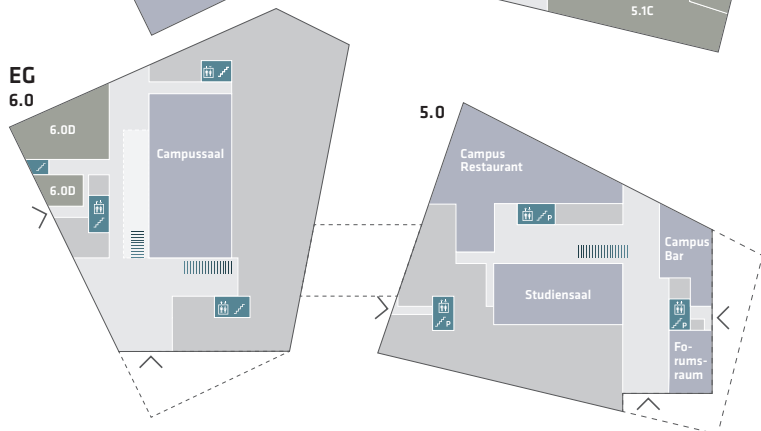 5.1C
EG
6.0
6.0D
Campussaal
6.0D
5.0
Campus
Restaurant
P
Campus
Bar
Studiensaal
P
P
Fo-
rums-
raum